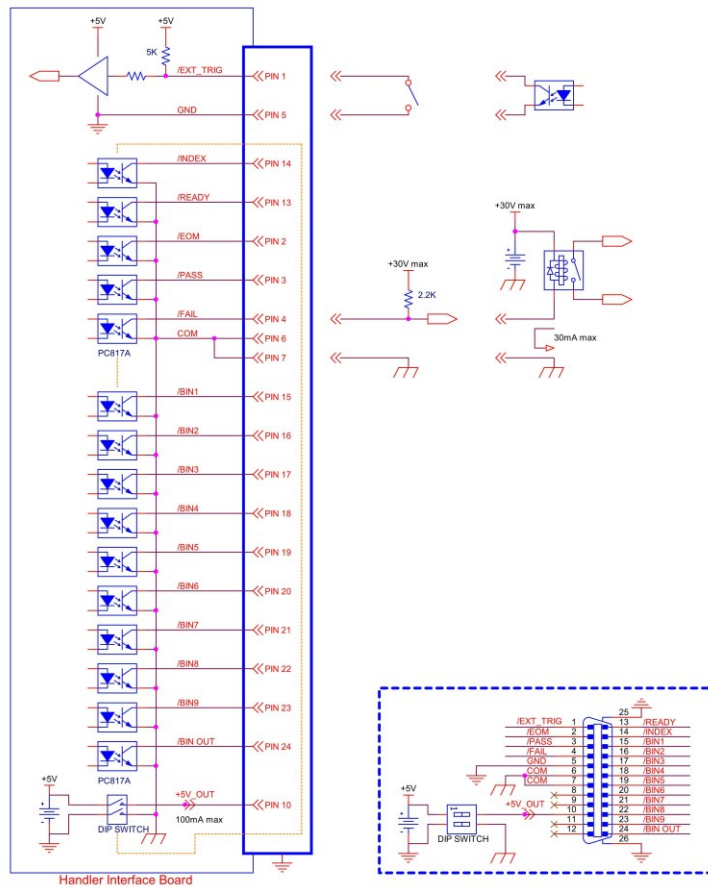 +5V +5V
5K
/EXT_TRIG PIN 1
GND PIN 5
/INDEX PIN 14
/READY PIN 13
/EOM PIN 2
/PASS PIN 3
/FAIL PIN 4
COM PIN 6
PIN 7
PC817A
+30V max
2.2K
+30V max
30mA max
/BIN1 PIN 15
/BIN2 PIN 16
/BIN3 PIN 17
/BIN4 PIN 18
/BIN5 PIN 19
/BIN6 PIN 20
/BIN7 PIN 21
/BIN8 PIN 22
/BIN9 PIN 23
/BIN OUT PIN 24
PC817A
+5V
+5V_OUT PIN 10
100mA max
DIP SWITCH
Handler Interface Board
25
/EXT_TRIG 1 13 /READY
/EOM 2 14 /INDEX
/PASS 3 15 /BIN1
/FAIL 4 16 /BIN2
GND 5 17 /BIN3
COM 6 18 /BIN4
COM 7 19 /BIN5
8 20 /BIN6
9 21 /BIN7
+5V +5V_OUT 10 22 /BIN8
11 23 /BIN9
12 24 /BIN OUT
26
1
DIP SWITCH